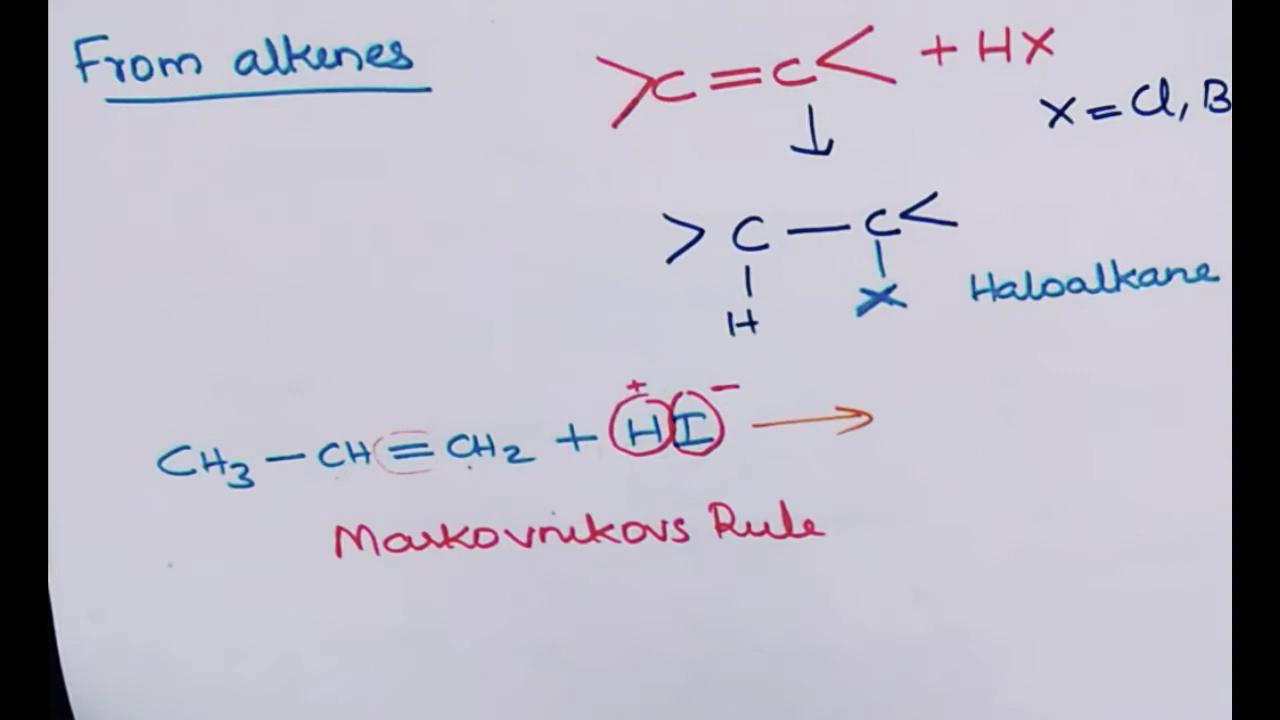 From alkenes
>C=C< + HX
X=Cl, B
↓
>C—C<
H
X
Haloalkane
+ −
CH3—CH=CH2 + HI →
Markovnikovs Rule